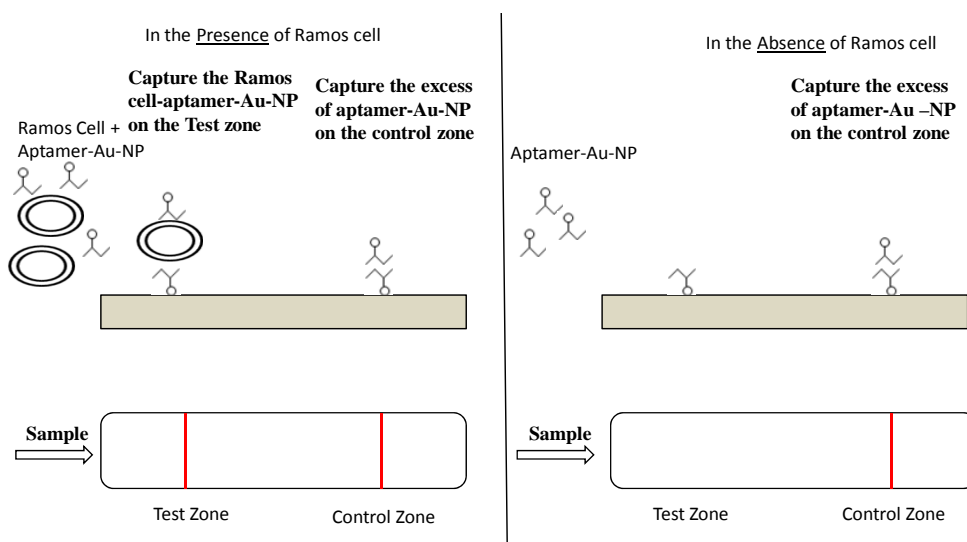 In the Presence of Ramos cell
Capture the Ramos
cell-aptamer-Au-NP
on the Test zone
Capture the excess
of aptamer-Au-NP
on the control zone
Ramos Cell +
Aptamer-Au-NP
Sample
Test Zone
Control Zone
In the Absence of Ramos cell
Capture the excess
of aptamer-Au –NP
on the control zone
Aptamer-Au-NP
Sample
Test Zone
Control Zone